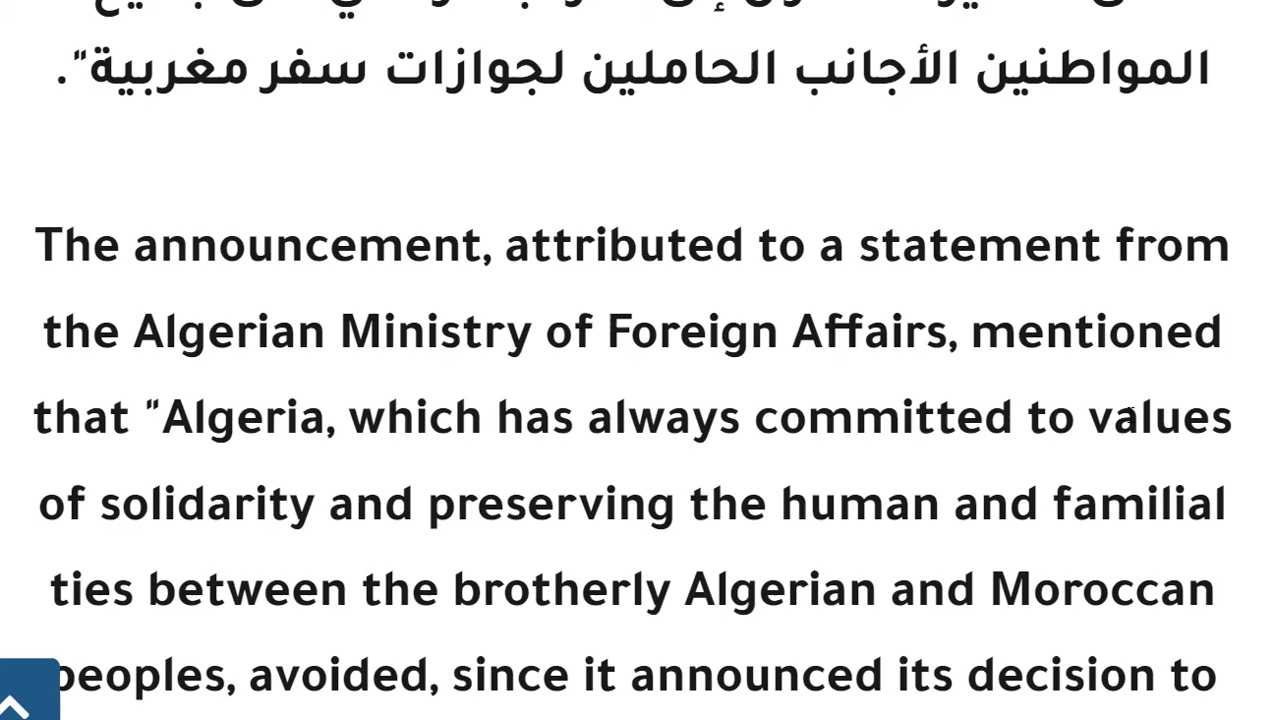 المواطنين الأجانب الحاملين لجوازات سفر مغربية".
The announcement, attributed to a statement from
the Algerian Ministry of Foreign Affairs, mentioned
that "Algeria, which has always committed to values
of solidarity and preserving the human and familial
ties between the brotherly Algerian and Moroccan
peoples, avoided, since it announced its decision to